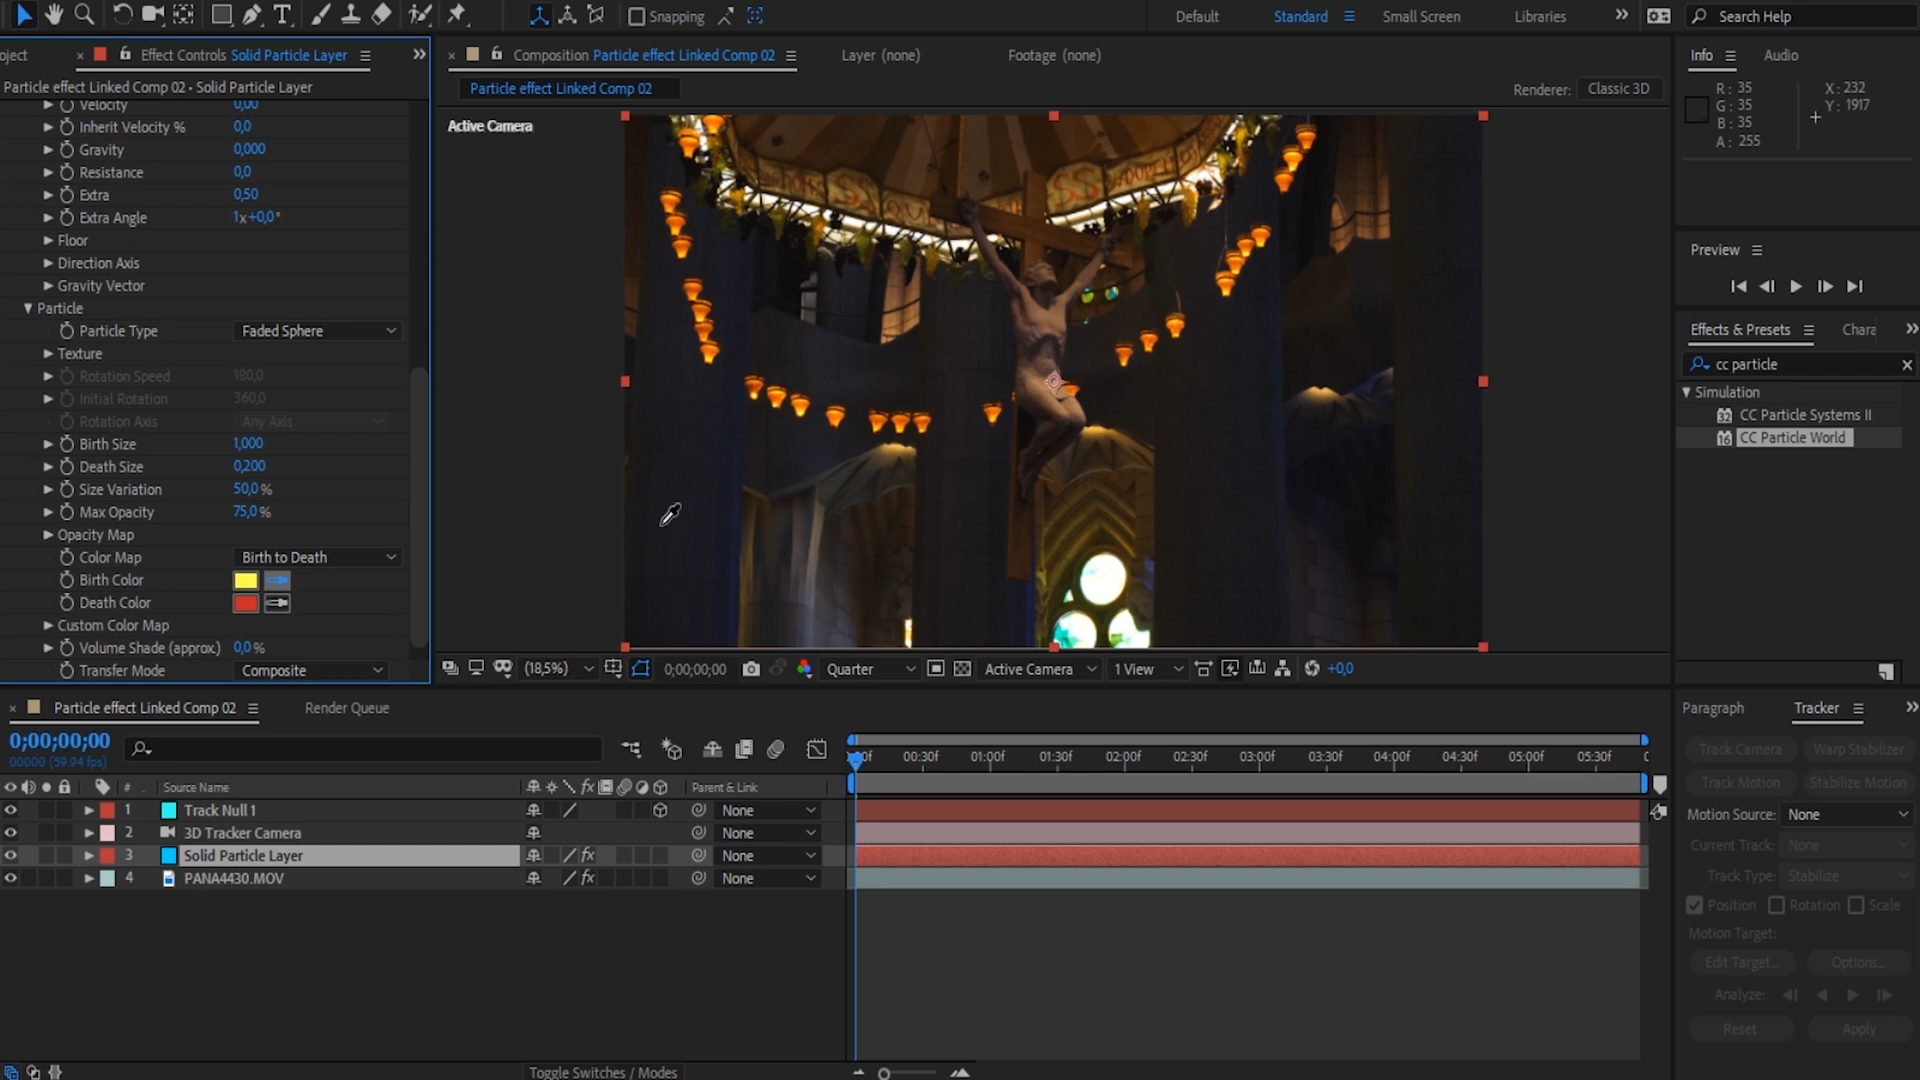 Snapping
Default
Standard
Small Screen
Libraries
Search Help
oject
Effect Controls Solid Particle Layer
Composition Particle effect Linked Comp 02
Layer (none)
Footage (none)
Info
Audio
Particle effect Linked Comp 02 • Solid Particle Layer
Particle effect Linked Comp 02
Renderer:
Classic 3D
R: 35
G: 35
B: 35
A: 255
X: 232
Y: 1917
Active Camera
Velocity 0,00
Inherit Velocity % 0,0
Gravity 0,000
Resistance 0,0
Extra 0,50
Extra Angle 1x+0,0°
Floor
Direction Axis
Gravity Vector
Particle
Particle Type Faded Sphere
Texture
Rotation Speed 180,0
Initial Rotation 360,0
Rotation Axis Any Axis
Birth Size 1,000
Death Size 0,200
Size Variation 50,0%
Max Opacity 75,0%
Opacity Map
Color Map Birth to Death
Birth Color
Death Color
Custom Color Map
Volume Shade (approx.) 0,0%
Transfer Mode Composite
Preview
Effects & Presets
Chara
cc particle
Simulation
32 CC Particle Systems II
16 CC Particle World
(18,5%)
0;00;00;00
Quarter
Active Camera
1 View
+0,0
Particle effect Linked Comp 02
Render Queue
0;00;00;00
00000 (59.94 fps)
00:30f
01:00f
01:30f
02:00f
02:30f
03:00f
03:30f
04:00f
04:30f
05:00f
05:30f
# Source Name
fx
Parent & Link
1 Track Null 1 None
2 3D Tracker Camera None
3 Solid Particle Layer fx None
4 PANA4430.MOV fx None
Toggle Switches / Modes
Paragraph
Tracker
Track Camera
Warp Stabilizer
Track Motion
Stabilize Motion
Motion Source: None
Current Track: None
Track Type: Stabilize
Position
Rotation
Scale
Motion Target:
Edit Target...
Options...
Analyze:
Reset
Apply